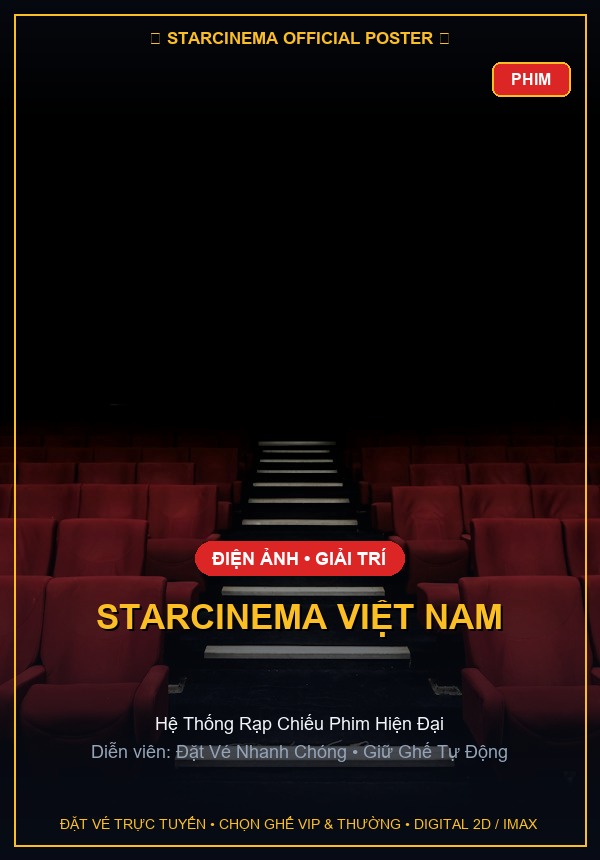 STARCINEMA OFFICIAL POSTER
PHIM
ĐIỆN ẢNH • GIẢI TRÍ
STARCINEMA VIỆT NAM
Hệ Thống Rạp Chiếu Phim Hiện Đại
Diễn viên: Đặt Vé Nhanh Chóng • Giữ Ghế Tự Động
ĐẶT VÉ TRỰC TUYẾN • CHỌN GHẾ VIP & THƯỜNG • DIGITAL 2D / IMAX